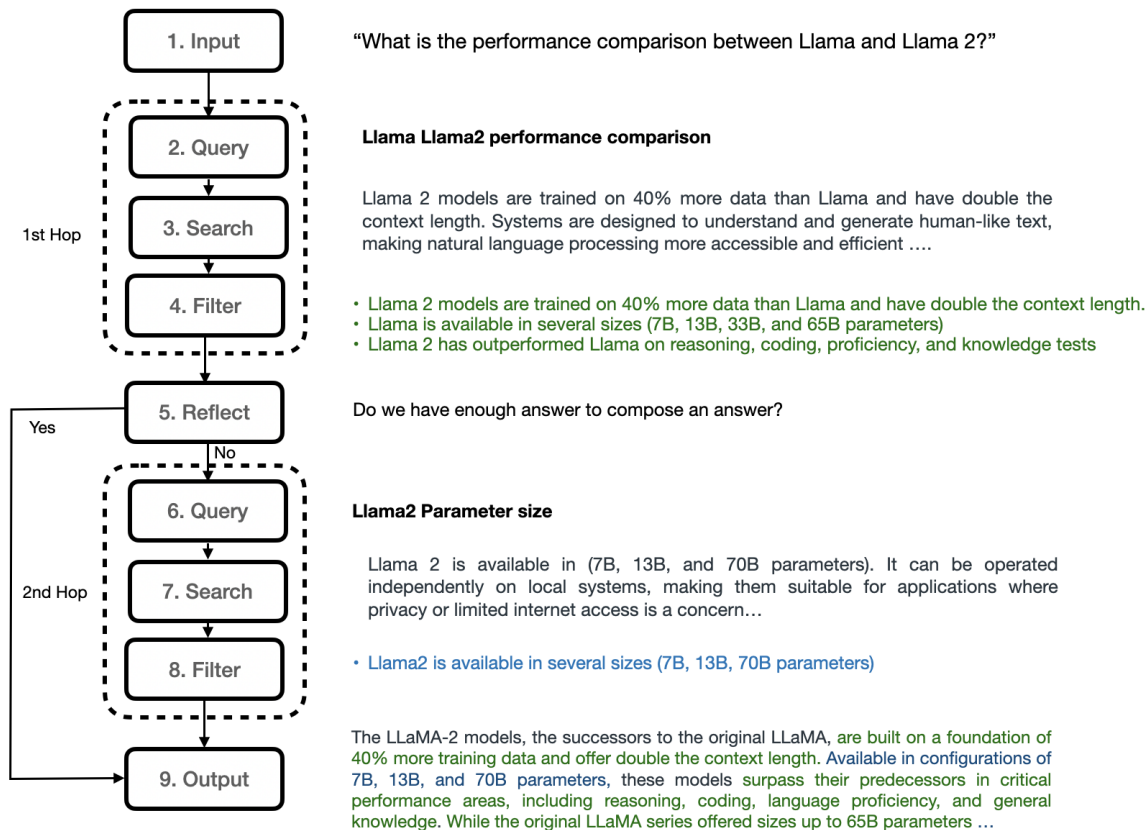 1. Input
“What is the performance comparison between Llama and Llama 2?”
1st Hop
2. Query
Llama Llama2 performance comparison
3. Search
Llama 2 models are trained on 40% more data than Llama and have double the
context length. Systems are designed to understand and generate human-like text,
making natural language processing more accessible and efficient ….
4. Filter
• Llama 2 models are trained on 40% more data than Llama and have double the context length.
• Llama is available in several sizes (7B, 13B, 33B, and 65B parameters)
• Llama 2 has outperformed Llama on reasoning, coding, proficiency, and knowledge tests
5. Reflect
Do we have enough answer to compose an answer?
Yes
No
2nd Hop
6. Query
Llama2 Parameter size
7. Search
Llama 2 is available in (7B, 13B, and 70B parameters). It can be operated
independently on local systems, making them suitable for applications where
privacy or limited internet access is a concern…
8. Filter
• Llama2 is available in several sizes (7B, 13B, 70B parameters)
9. Output
The LLaMA-2 models, the successors to the original LLaMA, are built on a foundation of
40% more training data and offer double the context length. Available in configurations of
7B, 13B, and 70B parameters, these models surpass their predecessors in critical
performance areas, including reasoning, coding, language proficiency, and general
knowledge. While the original LLaMA series offered sizes up to 65B parameters …